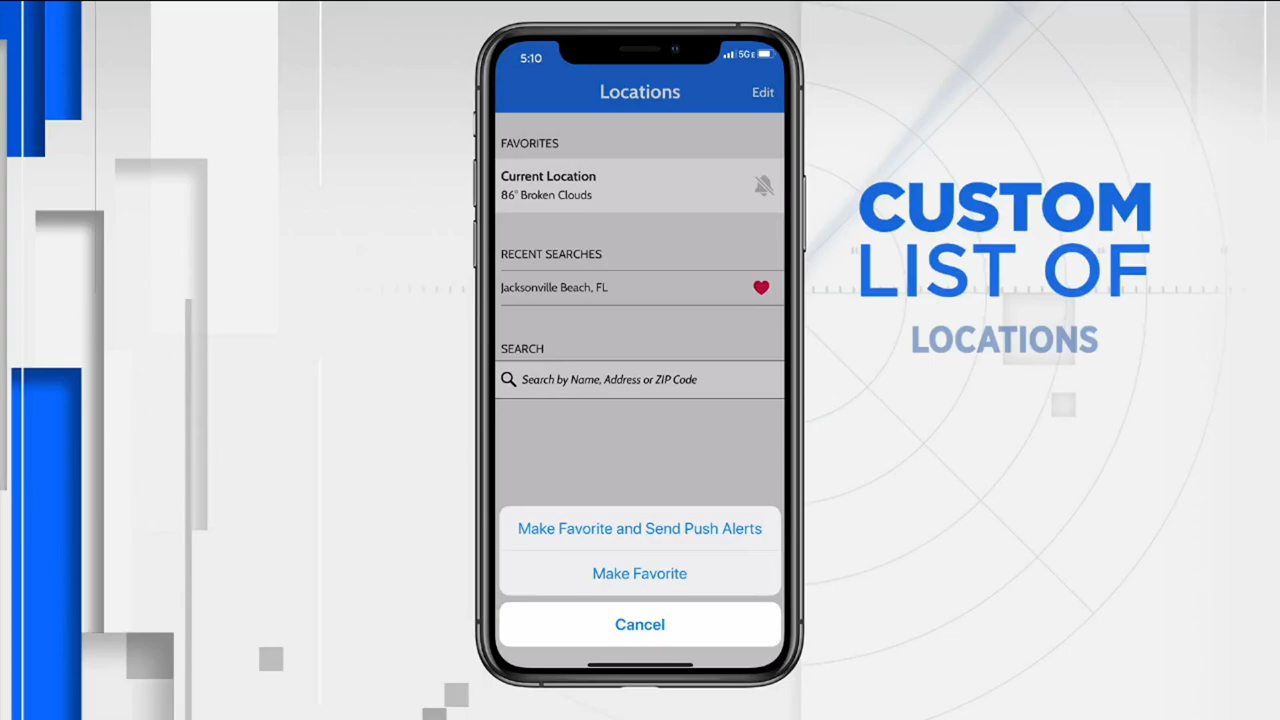 5:10
5G E
Locations
Edit
FAVORITES
Current Location
86° Broken Clouds
RECENT SEARCHES
Jacksonville Beach, FL
SEARCH
Search by Name, Address or ZIP Code
Make Favorite and Send Push Alerts
Make Favorite
Cancel
CUSTOM
LIST OF
LOCATIONS